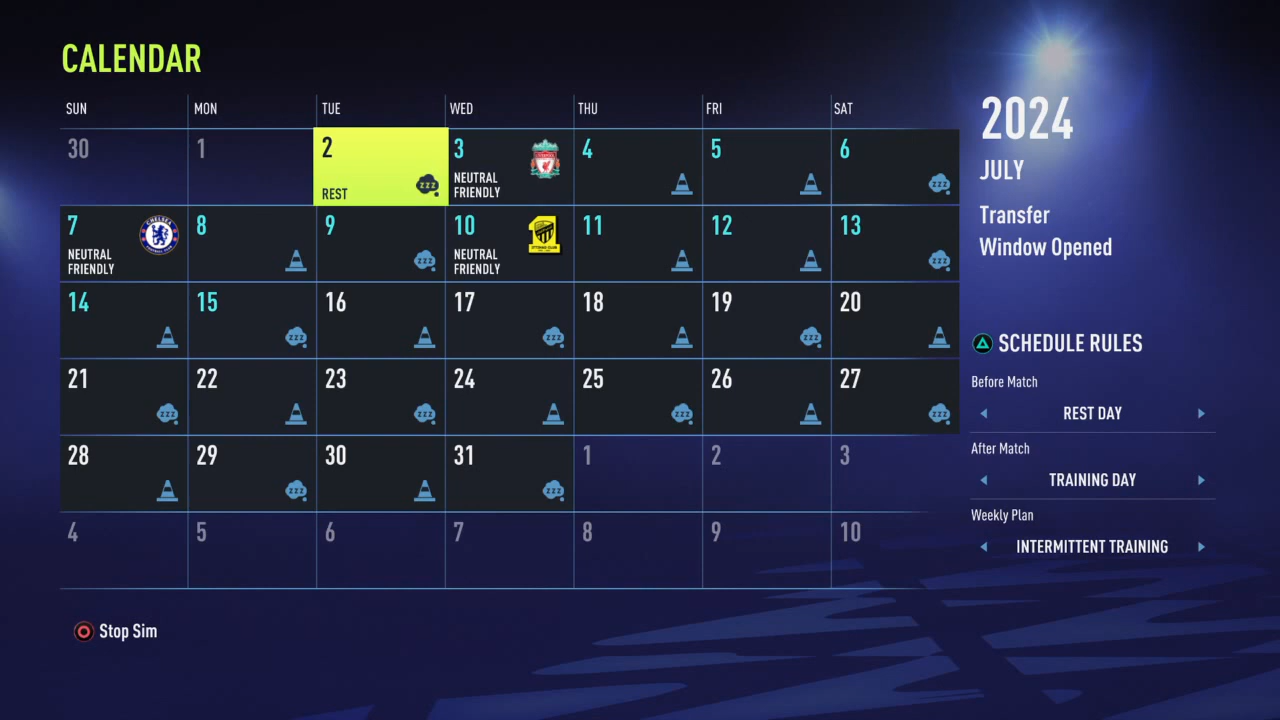 CALENDAR
SUN MON TUE WED THU FRI SAT
30 1 2 3 4 5 6
REST
NEUTRAL
FRIENDLY
7 8 9 10 11 12 13
CHELSEA
NEUTRAL
FRIENDLY
NEUTRAL
FRIENDLY
14 15 16 17 18 19 20
21 22 23 24 25 26 27
28 29 30 31 1 2 3
4 5 6 7 8 9 10
2024
JULY
Transfer
Window Opened
SCHEDULE RULES
Before Match
REST DAY
After Match
TRAINING DAY
Weekly Plan
INTERMITTENT TRAINING
Stop Sim